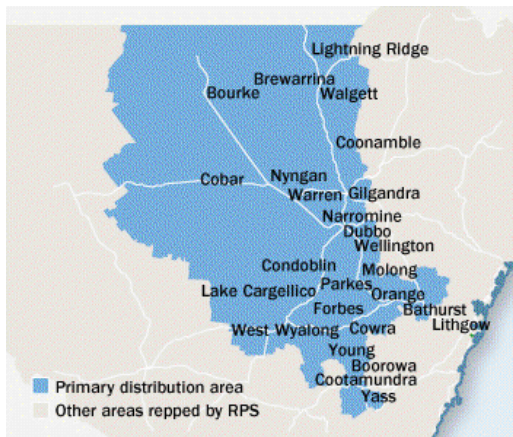 Lightning Ridge
Brewarrina
Bourke
Walgett
Coonamble
Nyngan
Cobar
Warren
Gilgandra
Narromine
Dubbo
Wellington
Condoblin
Molong
Parkes
Lake Cargellico
Orange
Forbes
Bathurst
Lithgow
West Wyalong
Cowra
Young
Boorowa
Cootamundra
Yass
Primary distribution area
Other areas repped by RPS